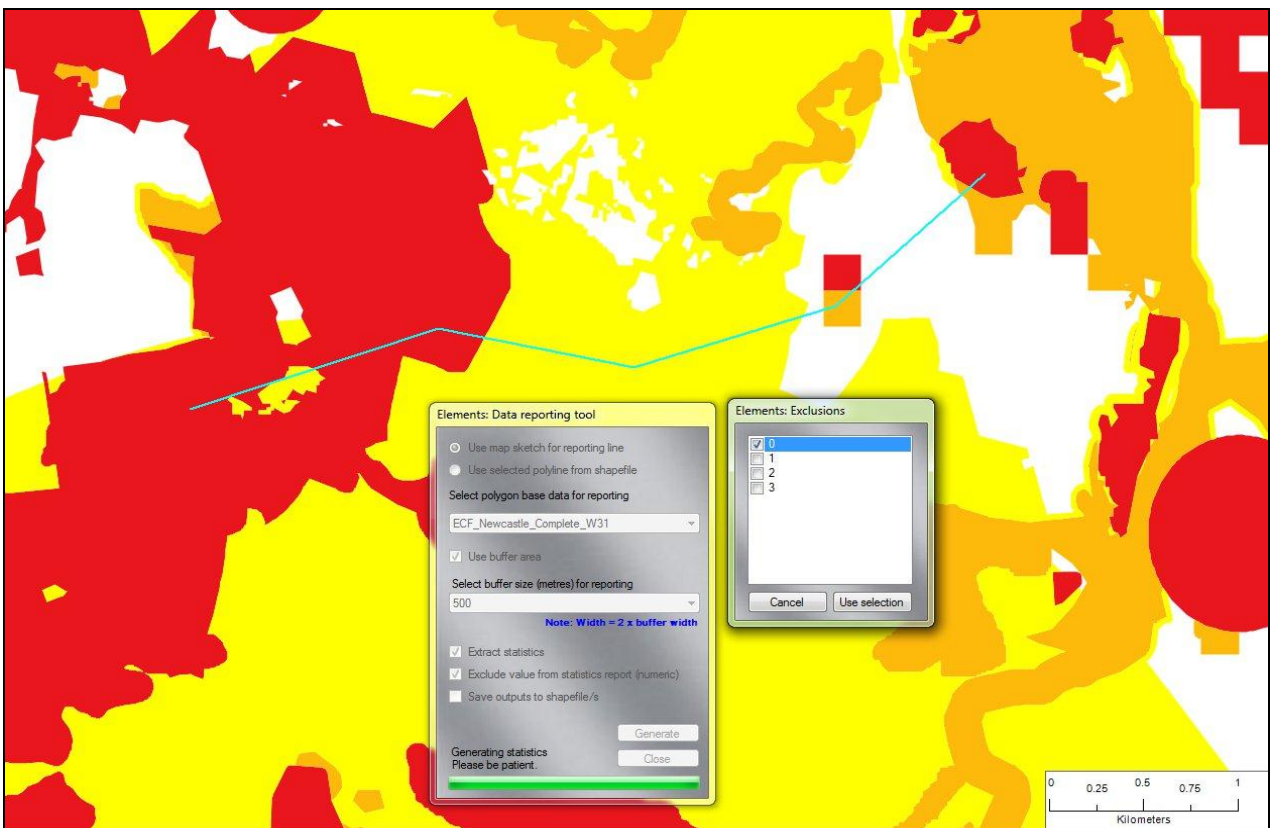 Elements: Data reporting tool
Use map sketch for reporting line
Use selected polyline from shapefile
Select polygon base data for reporting
ECF_Newcastle_Complete_W31
Use buffer area
Select buffer size (metres) for reporting
500
Note: Width = 2 x buffer width
Extract statistics
Exclude value from statistics report (numeric)
Save outputs to shapefile/s
Generate
Generating statistics
Please be patient.
Close
Elements: Exclusions
0
1
2
3
Cancel Use selection
0 0.25 0.5 0.75 1
Kilometers